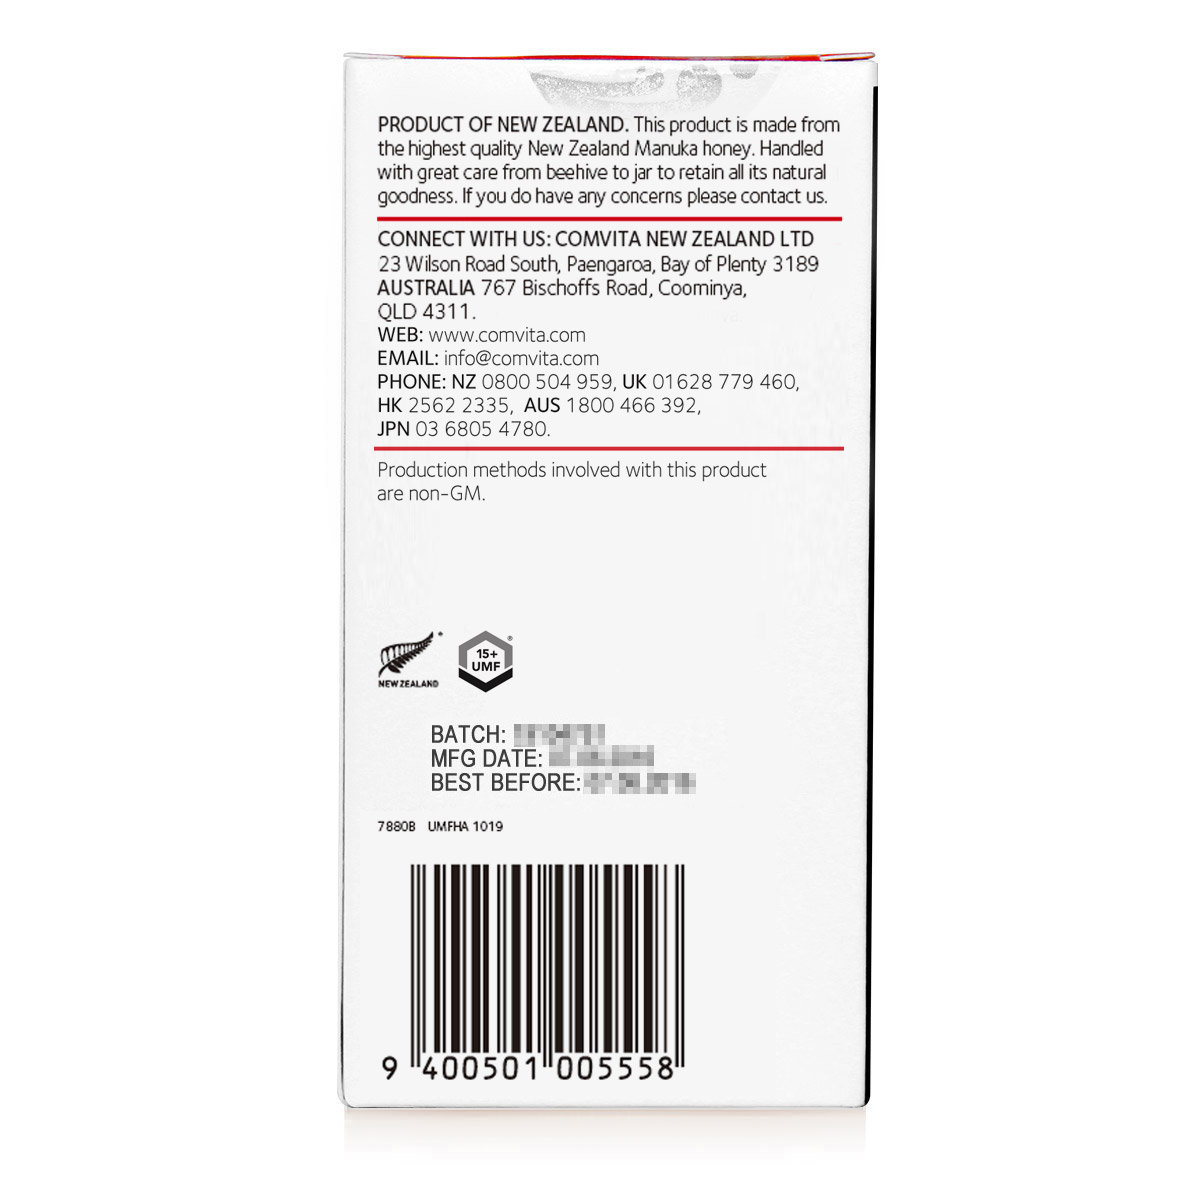 PRODUCT OF NEW ZEALAND. This product is made from
the highest quality New Zealand Manuka honey. Handled
with great care from beehive to jar to retain all its natural
goodness. If you do have any concerns please contact us.
CONNECT WITH US: COMVITA NEW ZEALAND LTD
23 Wilson Road South, Paengaroa, Bay of Plenty 3189
AUSTRALIA 767 Bischoffs Road, Coominya,
QLD 4311.
WEB: www.comvita.com
EMAIL: info@comvita.com
PHONE: NZ 0800 504 959, UK 01628 779 460,
HK 2562 2335, AUS 1800 466 392,
JPN 03 6805 4780.
Production methods involved with this product
are non-GM.
NEW ZEALAND
15+
UMF®
BATCH:
MFG DATE:
BEST BEFORE:
7880B UMFHA 1019
9 400501 005558